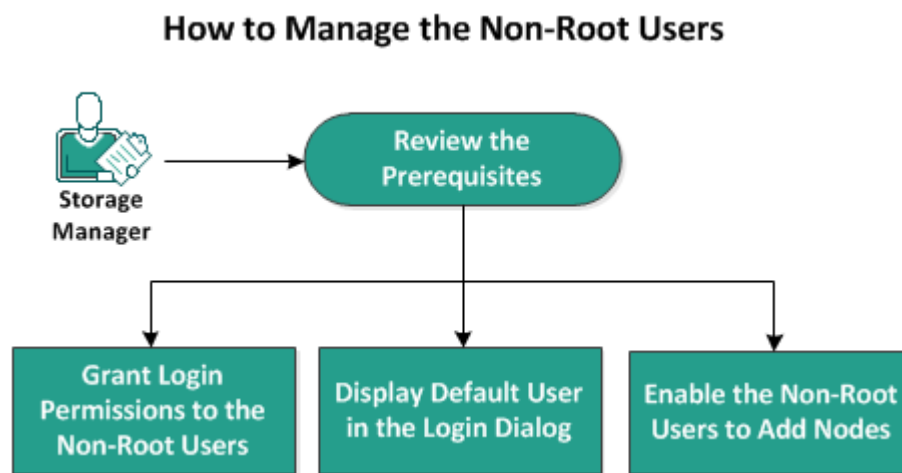 How to Manage the Non-Root Users
Review the
Prerequisites
Storage
Manager
Grant Login
Permissions to the
Non-Root Users
Display Default User
in the Login Dialog
Enable the Non-Root
Users to Add Nodes